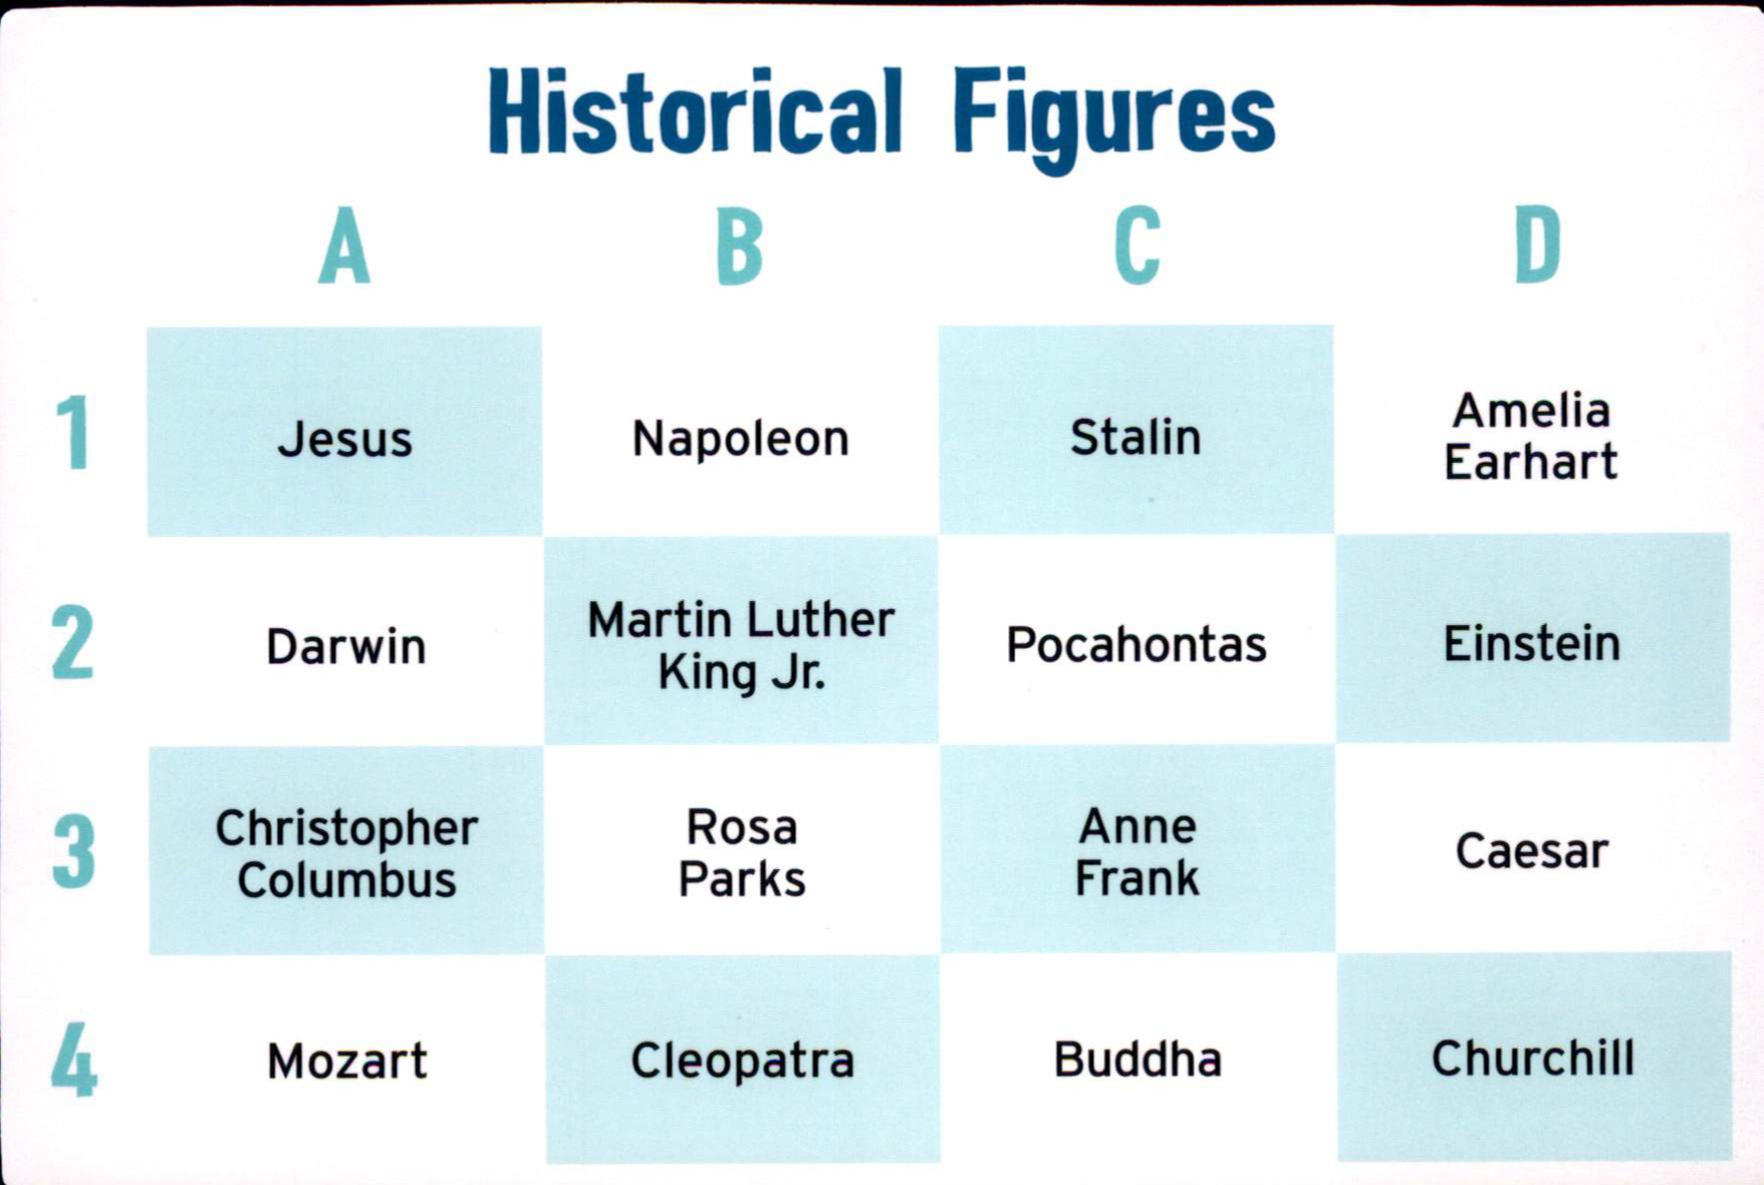 Historical Figures
A B C D
1 Jesus Napoleon Stalin Amelia Earhart
2 Darwin Martin Luther King Jr. Pocahontas Einstein
3 Christopher Columbus Rosa Parks Anne Frank Caesar
4 Mozart Cleopatra Buddha Churchill